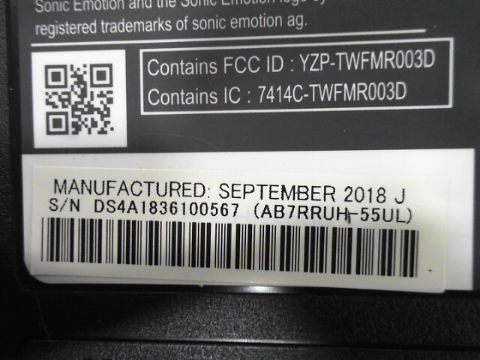 Sonic Emotion and the Sonic Emotion logo by
registered trademarks of sonic emotion ag.
Contains FCC ID : YZP-TWFMR003D
Contains IC : 7414C-TWFMR003D
MANUFACTURED: SEPTEMBER 2018 J
S/N DS4A1836100567 (AB7RRUH-55UL)